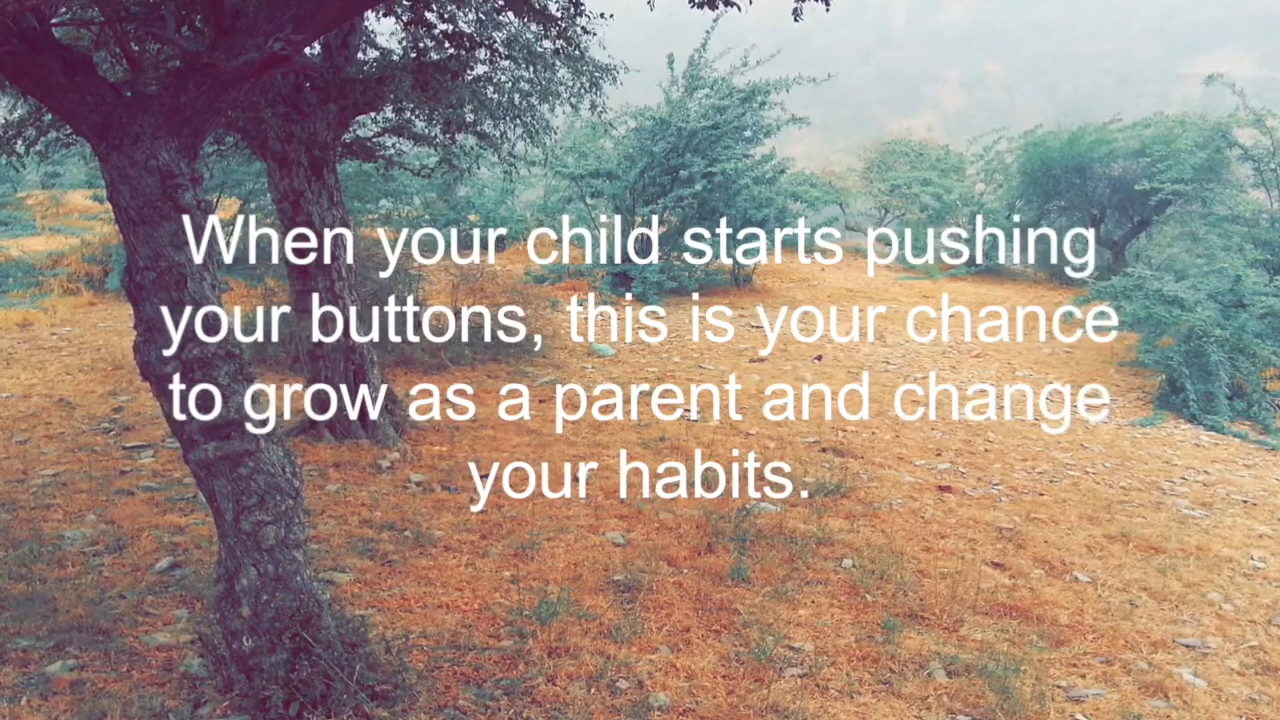 When your child starts pushing
your buttons, this is your chance
to grow as a parent and change
your habits.